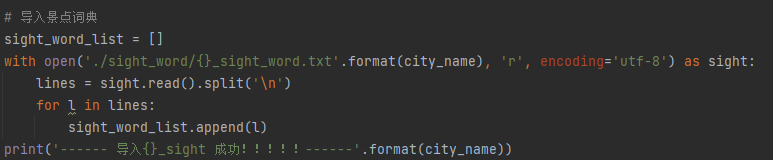 # 导入景点词典
sight_word_list = []
with open('./sight_word/{}_sight_word.txt'.format(city_name), 'r', encoding='utf-8') as sight:
    lines = sight.read().split('\n')
    for l in lines:
        sight_word_list.append(l)
print('------ 导入{}_sight 成功!!!!!------'.format(city_name))